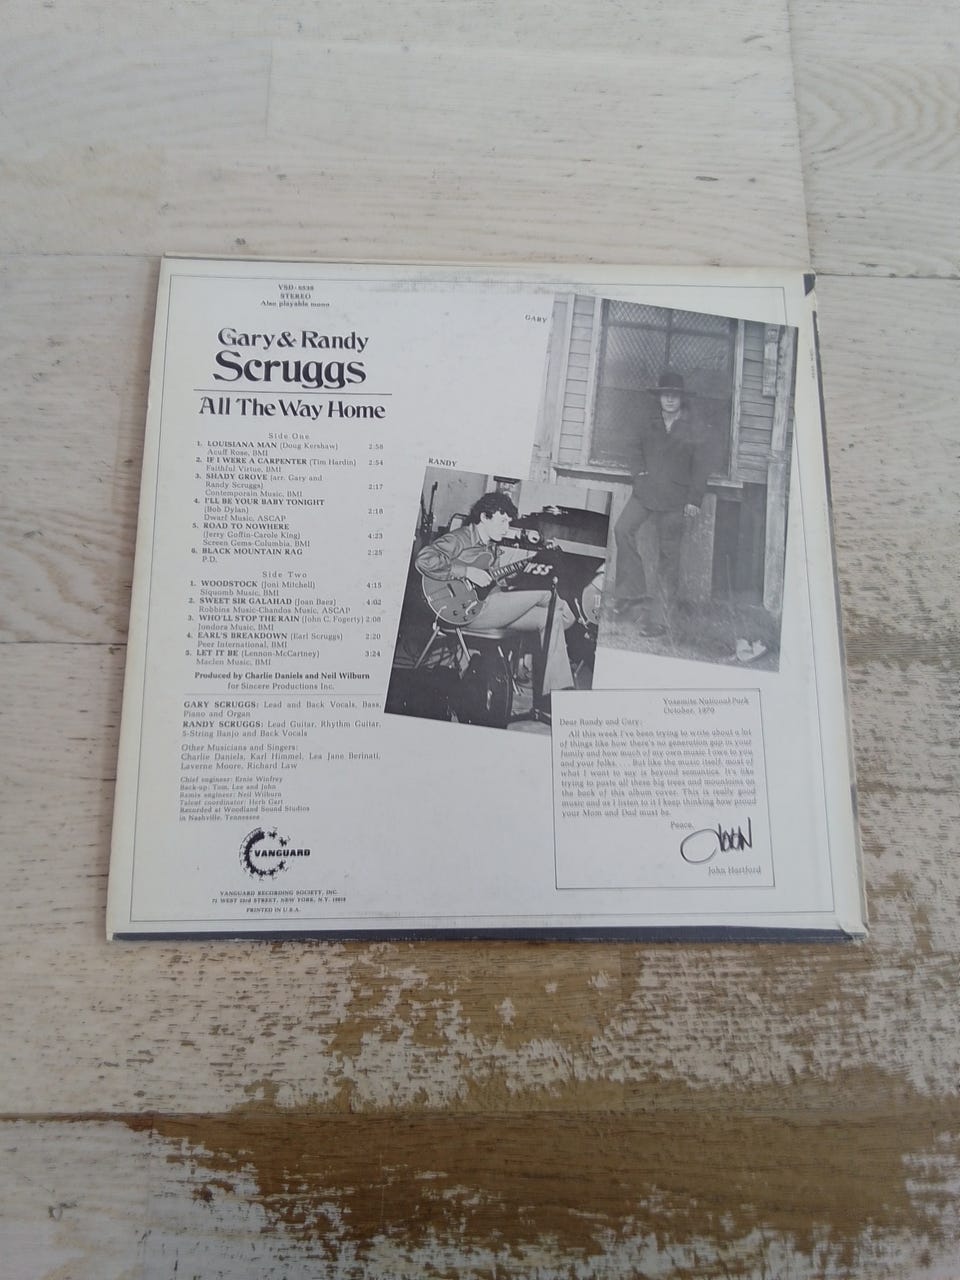 VSD-6538
STEREO
Also playable mono
Gary & Randy
Scruggs
All The Way Home
Side One
1. LOUISIANA MAN (Doug Kershaw) 2:58
Acuff Rose, BMI
2. IF I WERE A CARPENTER (Tim Hardin) 2:54
Faithful Virtue, BMI
3. SHADY GROVE (arr. Gary and
Randy Scruggs) 2:17
Contemporain Music, BMI
4. I'LL BE YOUR BABY TONIGHT
(Bob Dylan) 2:18
Dwarf Music, ASCAP
5. ROAD TO NOWHERE
(Jerry Goffin-Carole King) 4:23
Screen Gems-Columbia, BMI
6. BLACK MOUNTAIN RAG 2:25
P.D.
Side Two
1. WOODSTOCK (Joni Mitchell) 4:15
Siquomb Music, BMI
2. SWEET SIR GALAHAD (Joan Baez) 4:02
Robbins Music-Chandos Music, ASCAP
3. WHO'LL STOP THE RAIN (John C. Fogerty) 2:08
Jondora Music, BMI
4. EARL'S BREAKDOWN (Earl Scruggs) 2:20
Peer International, BMI
5. LET IT BE (Lennon-McCartney) 3:24
Maclen Music, BMI
Produced by Charlie Daniels and Neil Wilburn
for Sincere Productions Inc.
GARY SCRUGGS: Lead and Back Vocals, Bass,
Piano and Organ
RANDY SCRUGGS: Lead Guitar, Rhythm Guitar,
5-String Banjo and Back Vocals
Other Musicians and Singers:
Charlie Daniels, Karl Himmel, Lea Jane Berinati,
Laverne Moore, Richard Law
Chief engineer: Ernie Winfrey
Back-up: Tom, Lee and John
Remix engineer: Neil Wilburn
Talent coordinator: Herb Gart
Recorded at Woodland Sound Studios
in Nashville, Tennessee
VANGUARD
VANGUARD RECORDING SOCIETY, INC.
71 WEST 23rd STREET, NEW YORK, N.Y. 10010
PRINTED IN U.S.A.
GARY
RANDY
Yosemite National Park
October, 1970
Dear Randy and Gary:
All this week I've been trying to write about a lot
of things like how there's no generation gap in your
family and how much of my own music I owe to you
and your folks. . . . But like the music itself, most of
what I want to say is beyond semantics. It's like
trying to paste all these big trees and mountains on
the back of this album cover. This is really good
music and as I listen to it I keep thinking how proud
your Mom and Dad must be.
Peace,
John
John Hartford